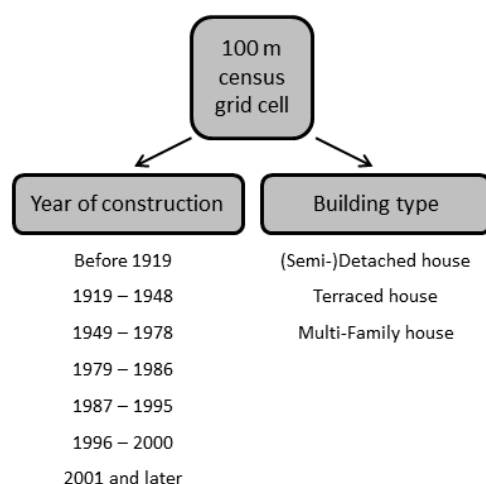 100 m
census
grid cell
Year of construction
Before 1919
1919 – 1948
1949 – 1978
1979 – 1986
1987 – 1995
1996 – 2000
2001 and later
Building type
(Semi-)Detached house
Terraced house
Multi-Family house